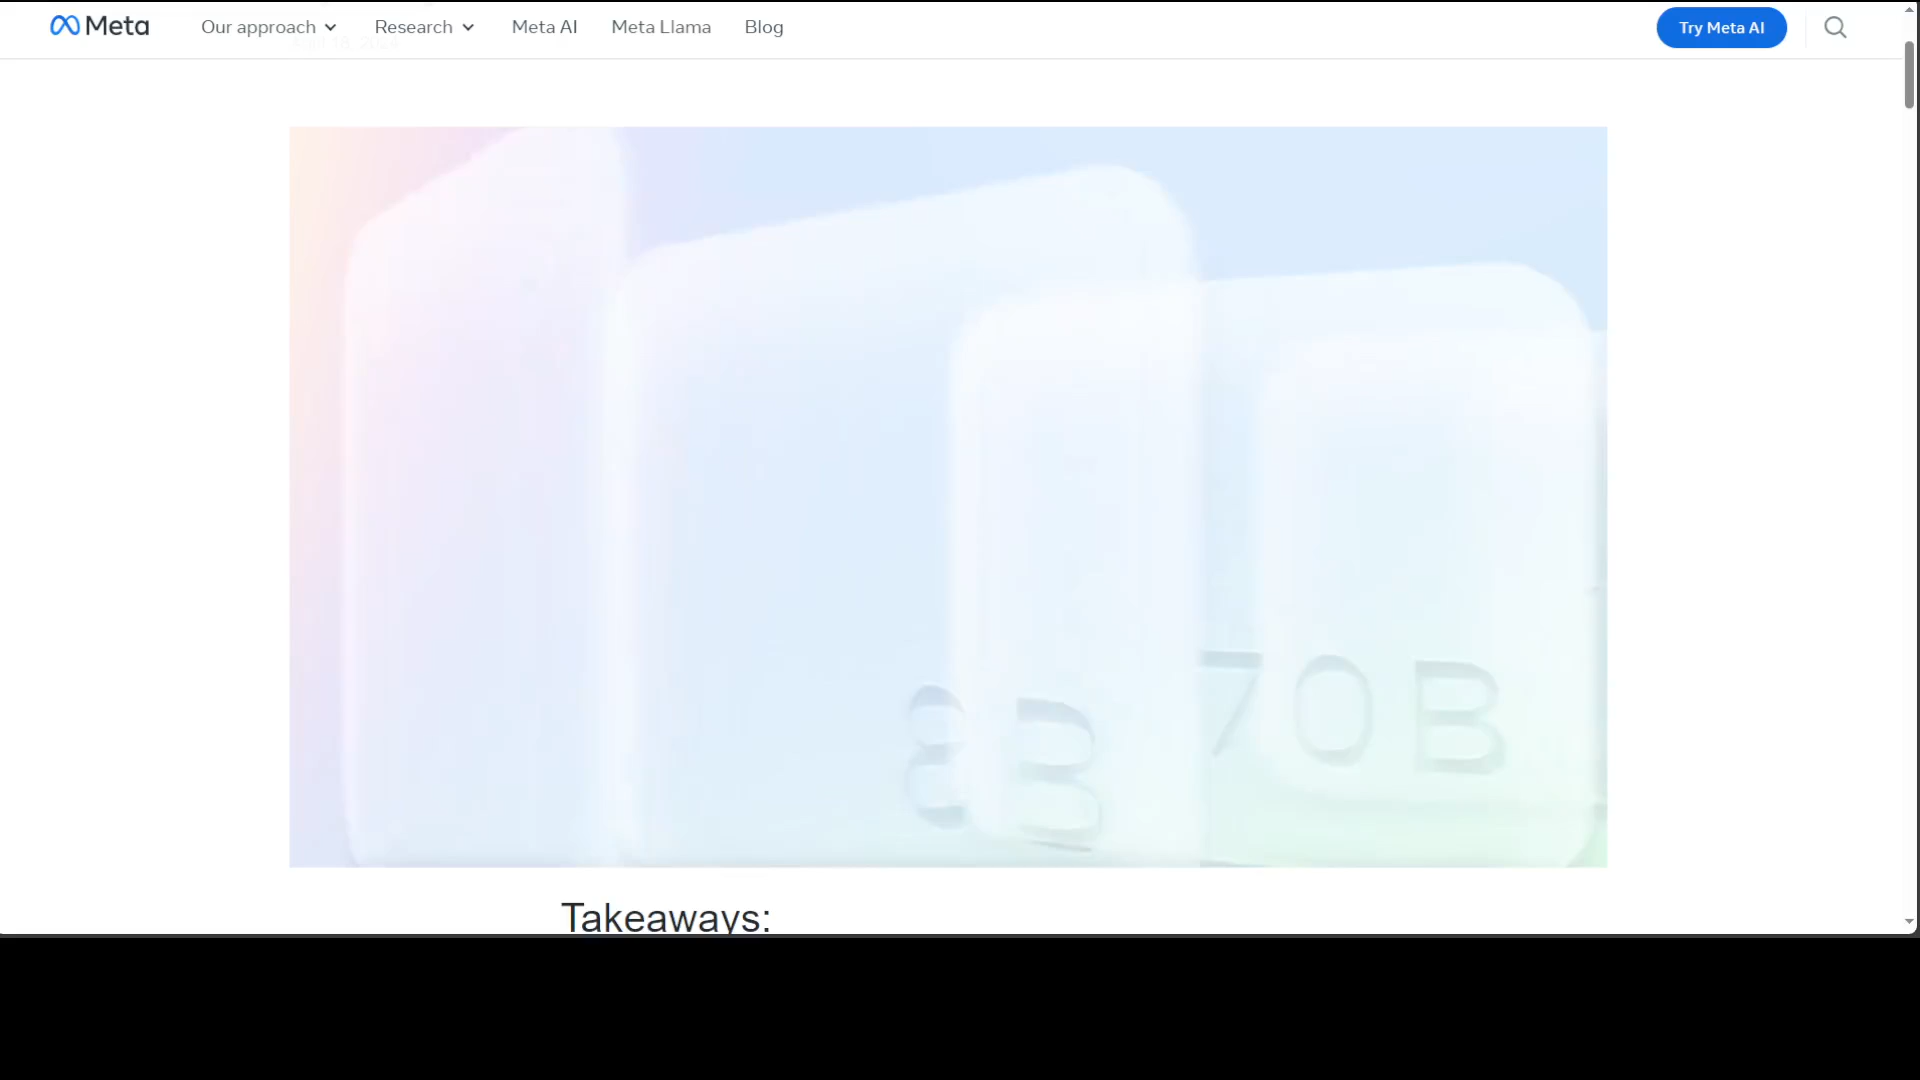 Meta Our approach Research Meta AI Meta Llama Blog Try Meta AI
8B 70B
Takeaways: